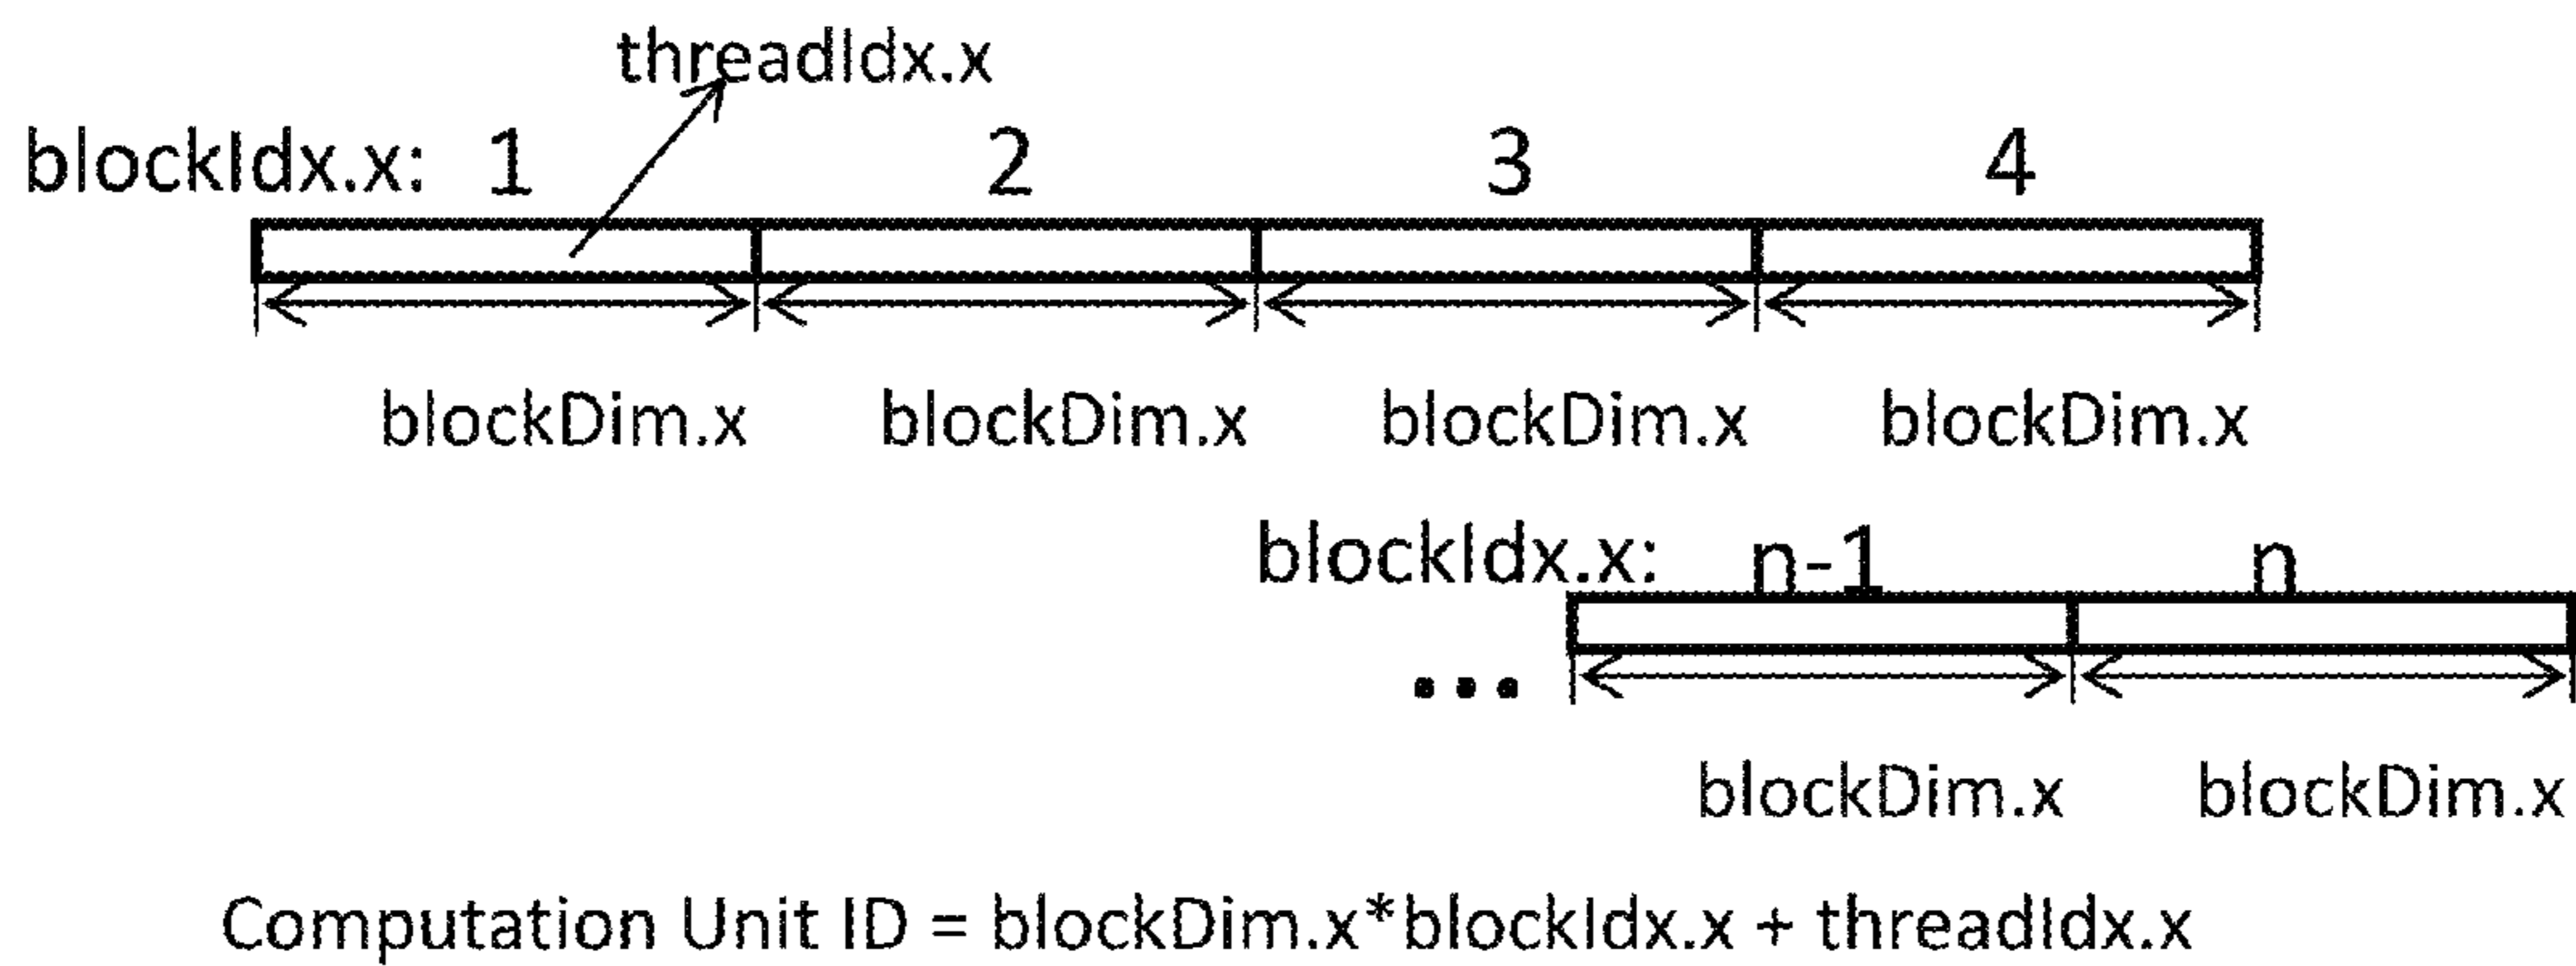 threadIdx.x
blockIdx.x: 1 2 3 4
blockDim.x blockDim.x blockDim.x blockDim.x
blockIdx.x: n-1 n
...
blockDim.x blockDim.x
Computation Unit ID = blockDim.x*blockIdx.x + threadIdx.x